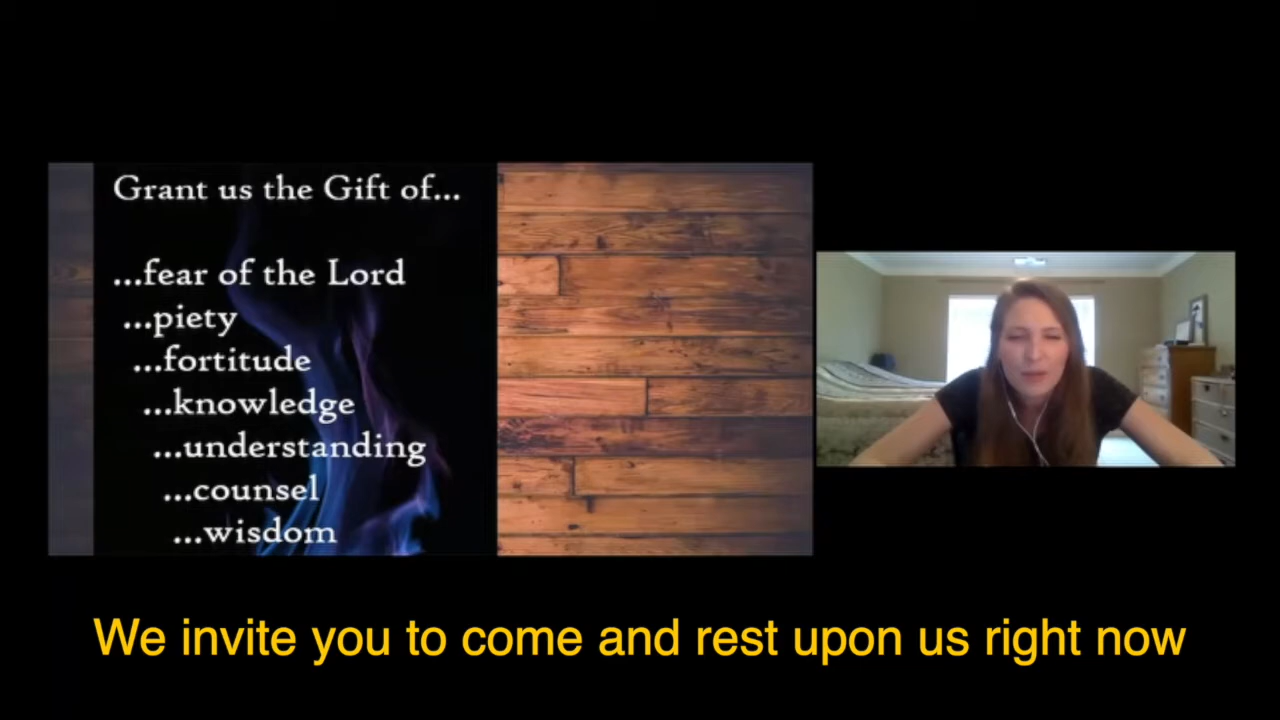 Grant us the Gift of...
...fear of the Lord
...piety
...fortitude
...knowledge
...understanding
...counsel
...wisdom
We invite you to come and rest upon us right now